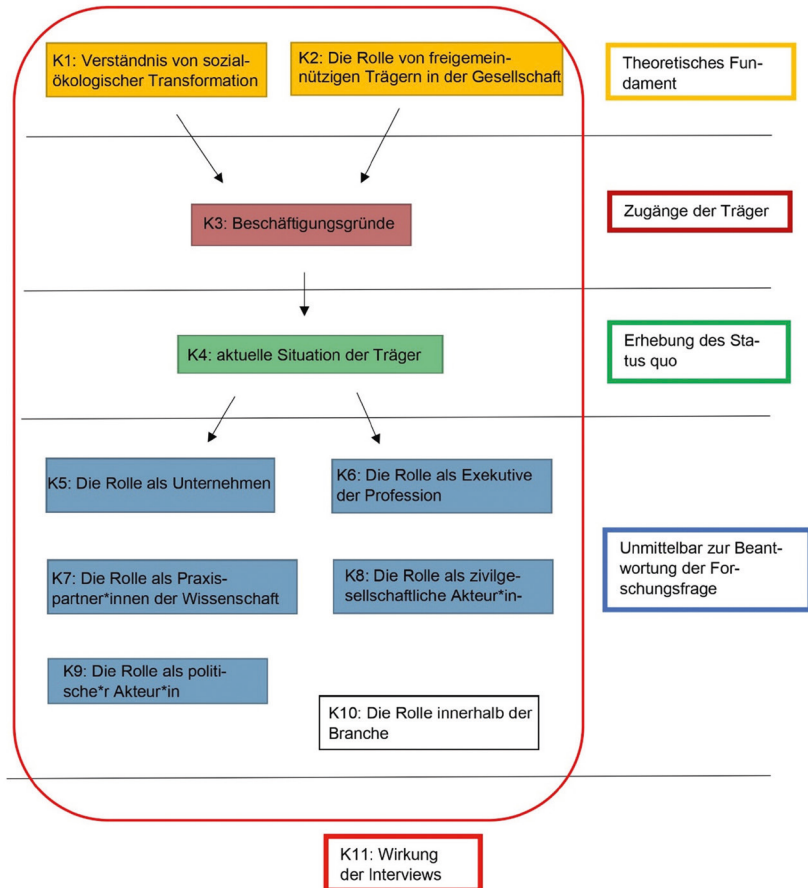 K1: Verständnis von sozial-
ökologischer Transformation
K2: Die Rolle von freigemein-
nützigen Trägern in der Gesellschaft
Theoretisches Fun-
dament
K3: Beschäftigungsgründe
Zugänge der Träger
K4: aktuelle Situation der Träger
Erhebung des Sta-
tus quo
K5: Die Rolle als Unternehmen
K6: Die Rolle als Exekutive
der Profession
K7: Die Rolle als Praxis-
partner*innen der Wissenschaft
K8: Die Rolle als zivilge-
sellschaftliche Akteur*in-
Unmittelbar zur Beant-
wortung der For-
schungsfrage
K9: Die Rolle als politi-
sche*r Akteur*in
K10: Die Rolle innerhalb der
Branche
K11: Wirkung
der Interviews